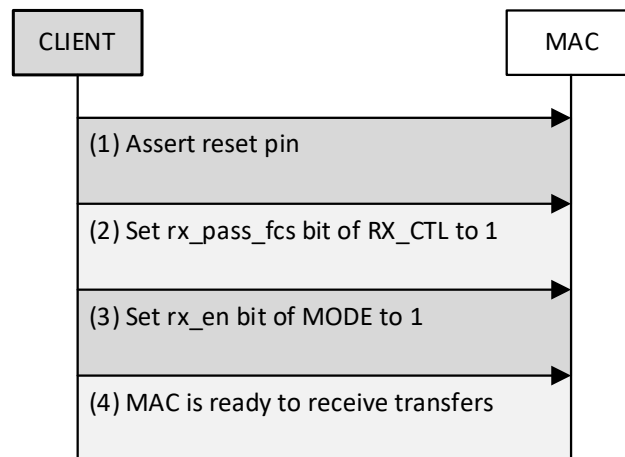 CLIENT
MAC
(1) Assert reset pin
(2) Set rx_pass_fcs bit of RX_CTL to 1
(3) Set rx_en bit of MODE to 1
(4) MAC is ready to receive transfers